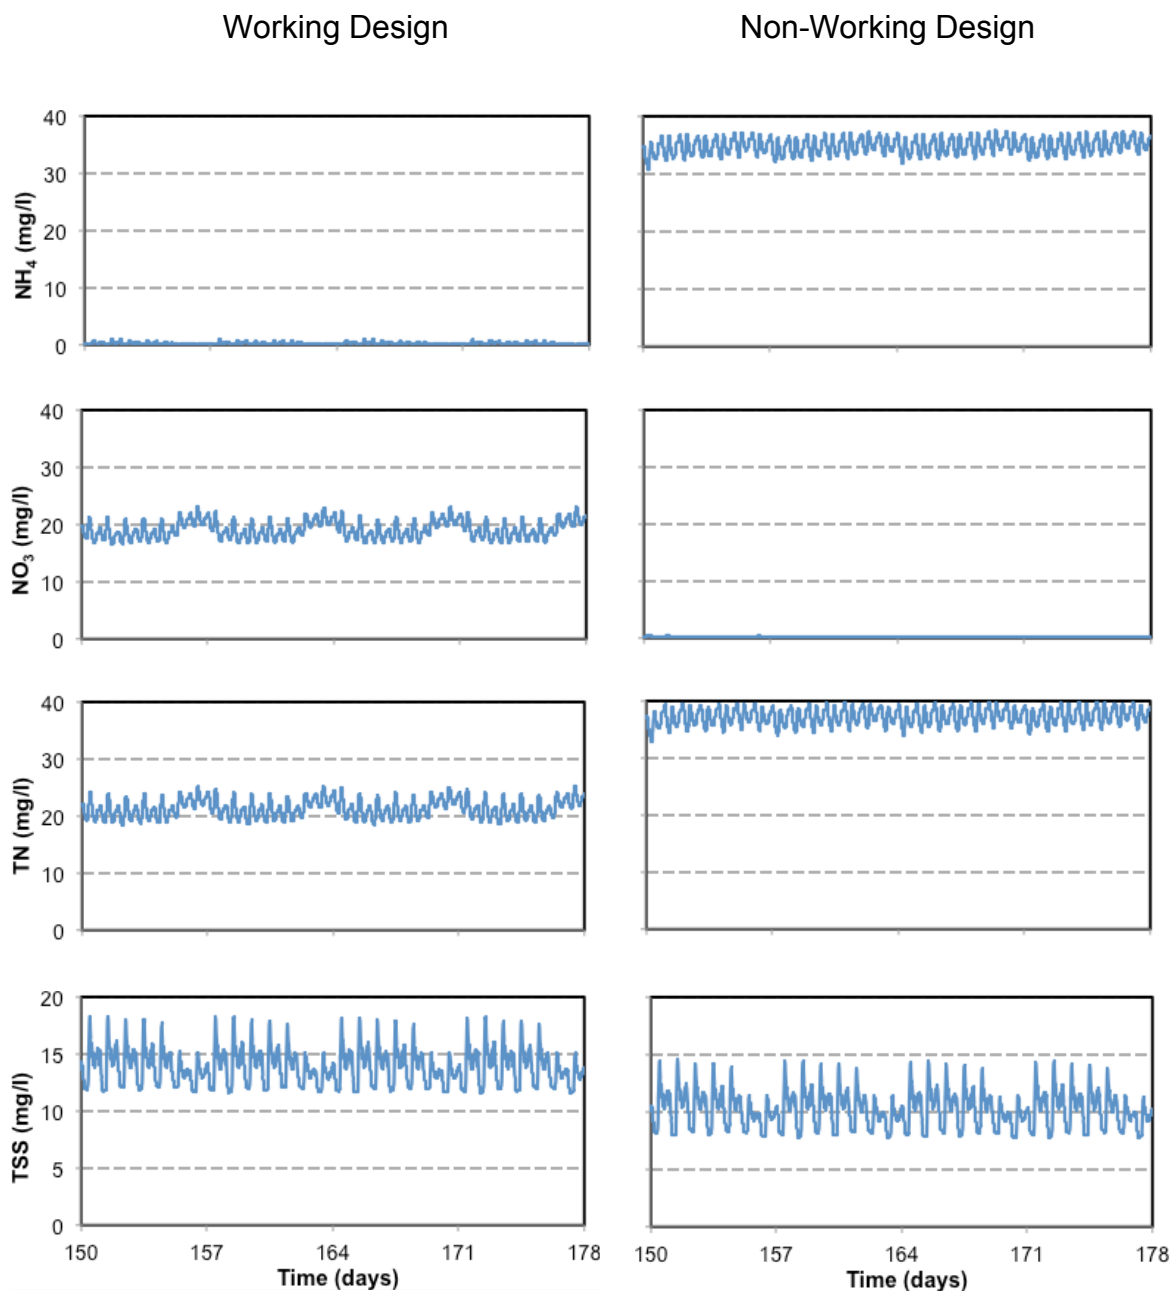 Working Design
Non-Working Design
40
30
20
10
0
NH₄ (mg/l)
40
30
20
10
0
NO₃ (mg/l)
40
30
20
10
0
TN (mg/l)
20
15
10
5
0
TSS (mg/l)
150 157 164 171 178
Time (days)
150 157 164 171 178
Time (days)